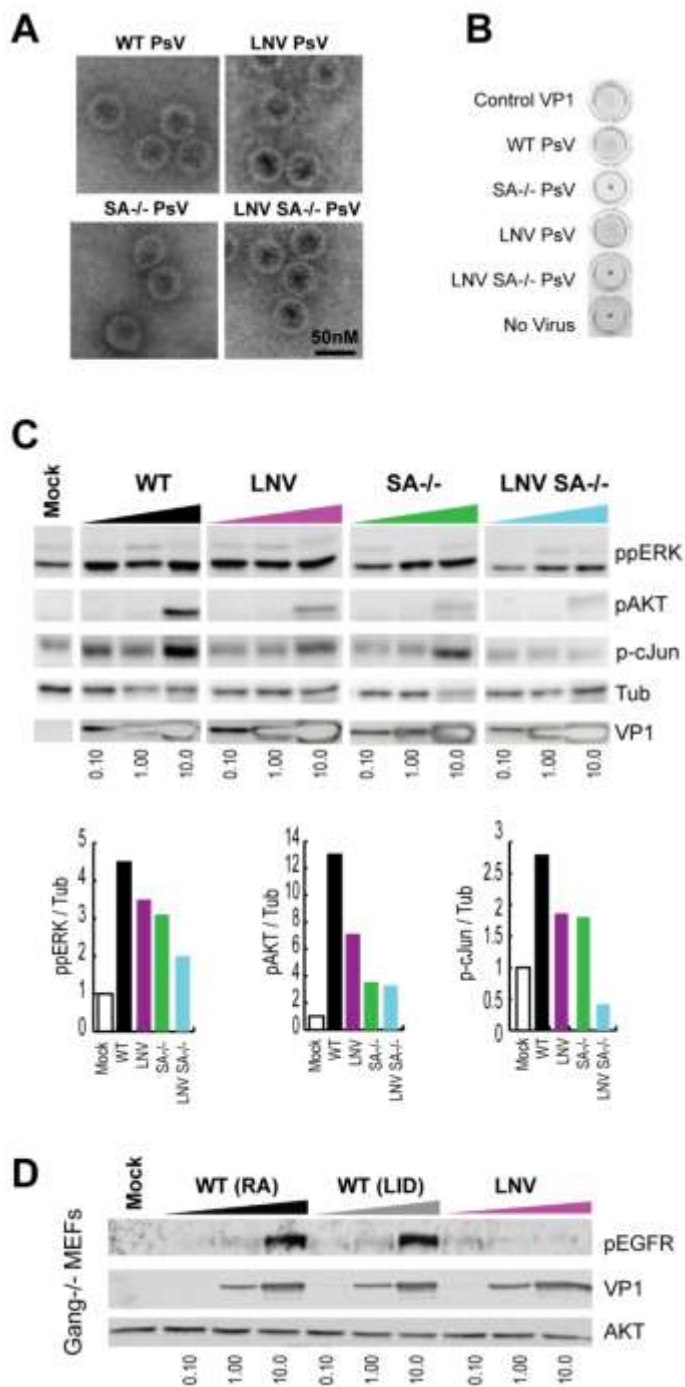 A
WT PsV
LNV PsV
SA-/- PsV
LNV SA-/- PsV
50nM
B
Control VP1
WT PsV
SA-/- PsV
LNV PsV
LNV SA-/- PsV
No Virus
C
Mock
WT
LNV
SA-/-
LNV SA-/-
ppERK
pAKT
p-cJun
Tub
VP1
0.10 1.00 10.0 0.10 1.00 10.0 0.10 1.00 10.0 0.10 1.00 10.0
ppERK / Tub
5
4
3
2
1
0
Mock
WT
LNV
SA-/-
LNV SA-/-
pAKT / Tub
14
12
10
8
6
4
2
0
Mock
WT
LNV
SA-/-
LNV SA-/-
p-cJun / Tub
3
2.5
2
1.5
1
0.5
0
Mock
WT
LNV
SA-/-
LNV SA-/-
D
Gang-/- MEFs
Mock
WT (RA)
WT (LID)
LNV
pEGFR
VP1
AKT
0.10 1.00 10.0 0.10 1.00 10.0 0.10 1.00 10.0